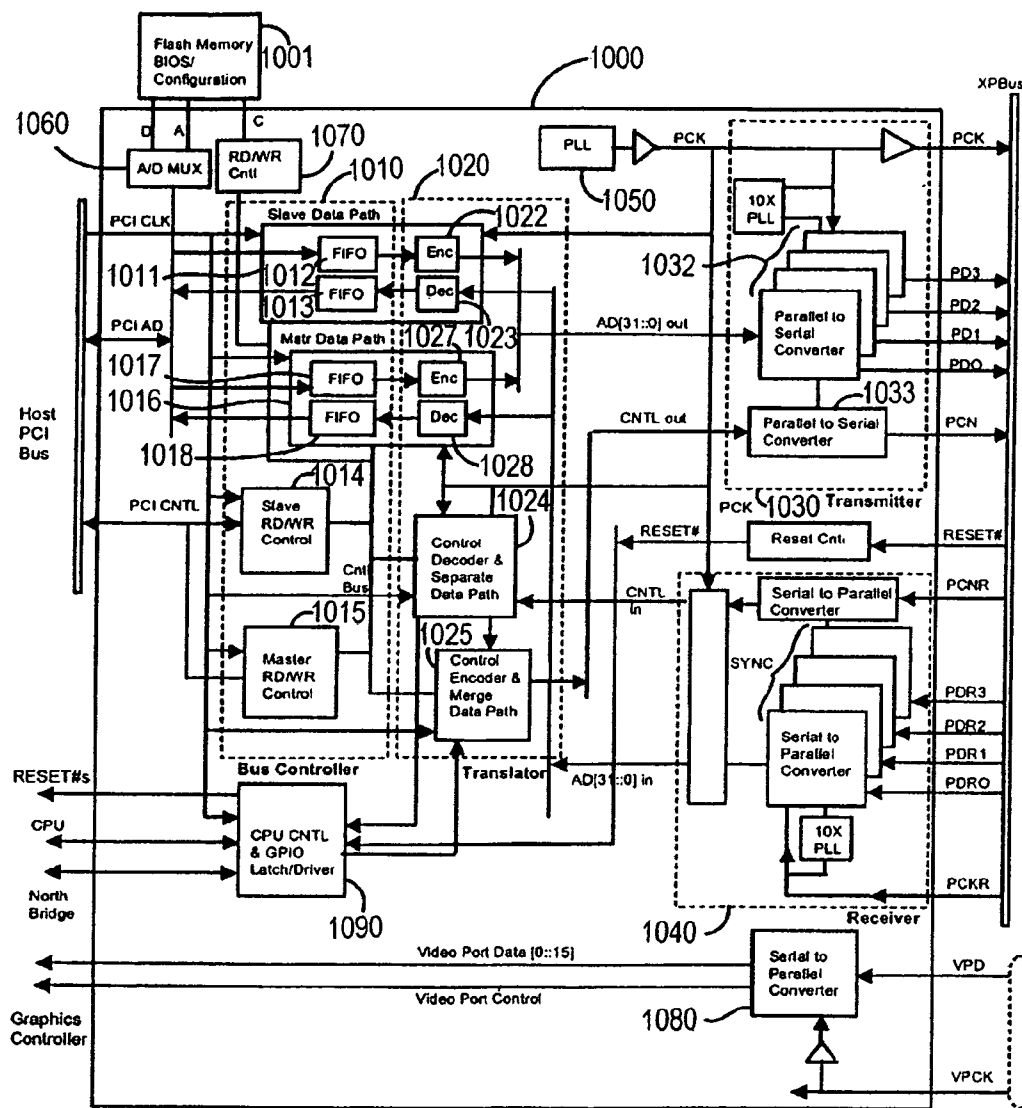 Flash Memory
BIOS/
Configuration
1001
1000
XPBus
D
A
C
1060
A/D MUX
RD/WR
Cntl
1070
1010
1020
PLL
1050
PCK
PCK
10X
PLL
PCI CLK
Slave Data Path
1022
1011
1012
FIFO
Enc
1013
FIFO
Dec
1023
1032
PD3
PD2
PD1
PDO
Parallel to
Serial
Converter
AD[31::0] out
PCI AD
Mstr Data Path
1027
1017
FIFO
Enc
1016
FIFO
Dec
1018
1028
Host
PCI
Bus
1033
Parallel to Serial
Converter
CNTL out
PCN
1014
1024
PCK
1030
Transmitter
PCI CNTL
Slave
RD/WR
Control
Cntl
Bus
Control
Decoder &
Separate
Data Path
RESET#
Reset Cntl
RESET#
CNTL
In
Serial to Parallel
Converter
PCNR
1015
1025
Master
RD/WR
Control
Control
Encoder &
Merge
Data Path
SYNC
PDR3
PDR2
PDR1
PDRO
Serial to
Parallel
Converter
Bus Controller
Translator
AD[31::0] in
RESET#s
CPU
North
Bridge
CPU CNTL
& GPIO
Latch/Driver
1090
10X
PLL
PCKR
1040
Receiver
Video Port Data [0::15]
Video Port Control
Graphics
Controller
Serial to
Parallel
Converter
1080
VPD
VPCK